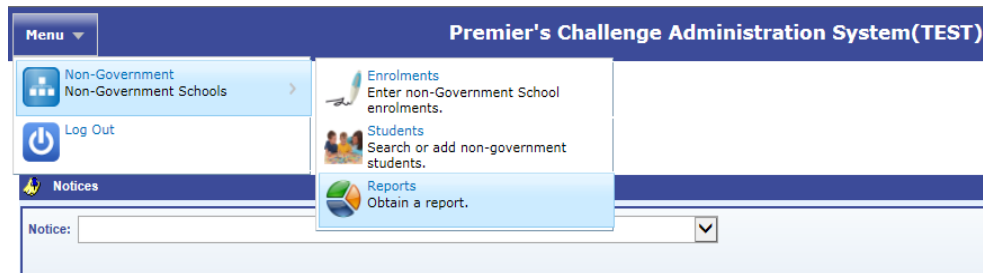 Menu
Premier's Challenge Administration System(TEST)
Non-Government
Non-Government Schools
Log Out
Enrolments
Enter non-Government School
enrolments.
Students
Search or add non-government
students.
Reports
Obtain a report.
Notices
Notice: